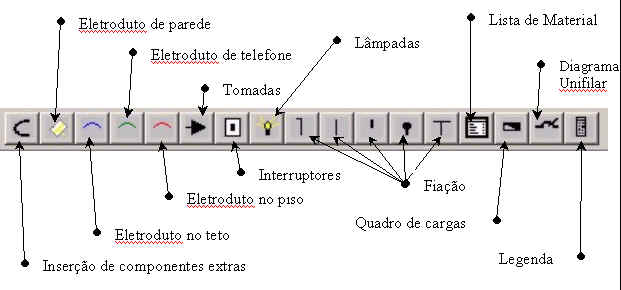 Eletroduto de parede
Lista de Material
Eletroduto de telefone
Lâmpadas
Diagrama
Unifilar
Tomadas
Interruptores
Fiação
Eletroduto no piso
Quadro de cargas
Eletroduto no teto
Legenda
Inserção de componentes extras